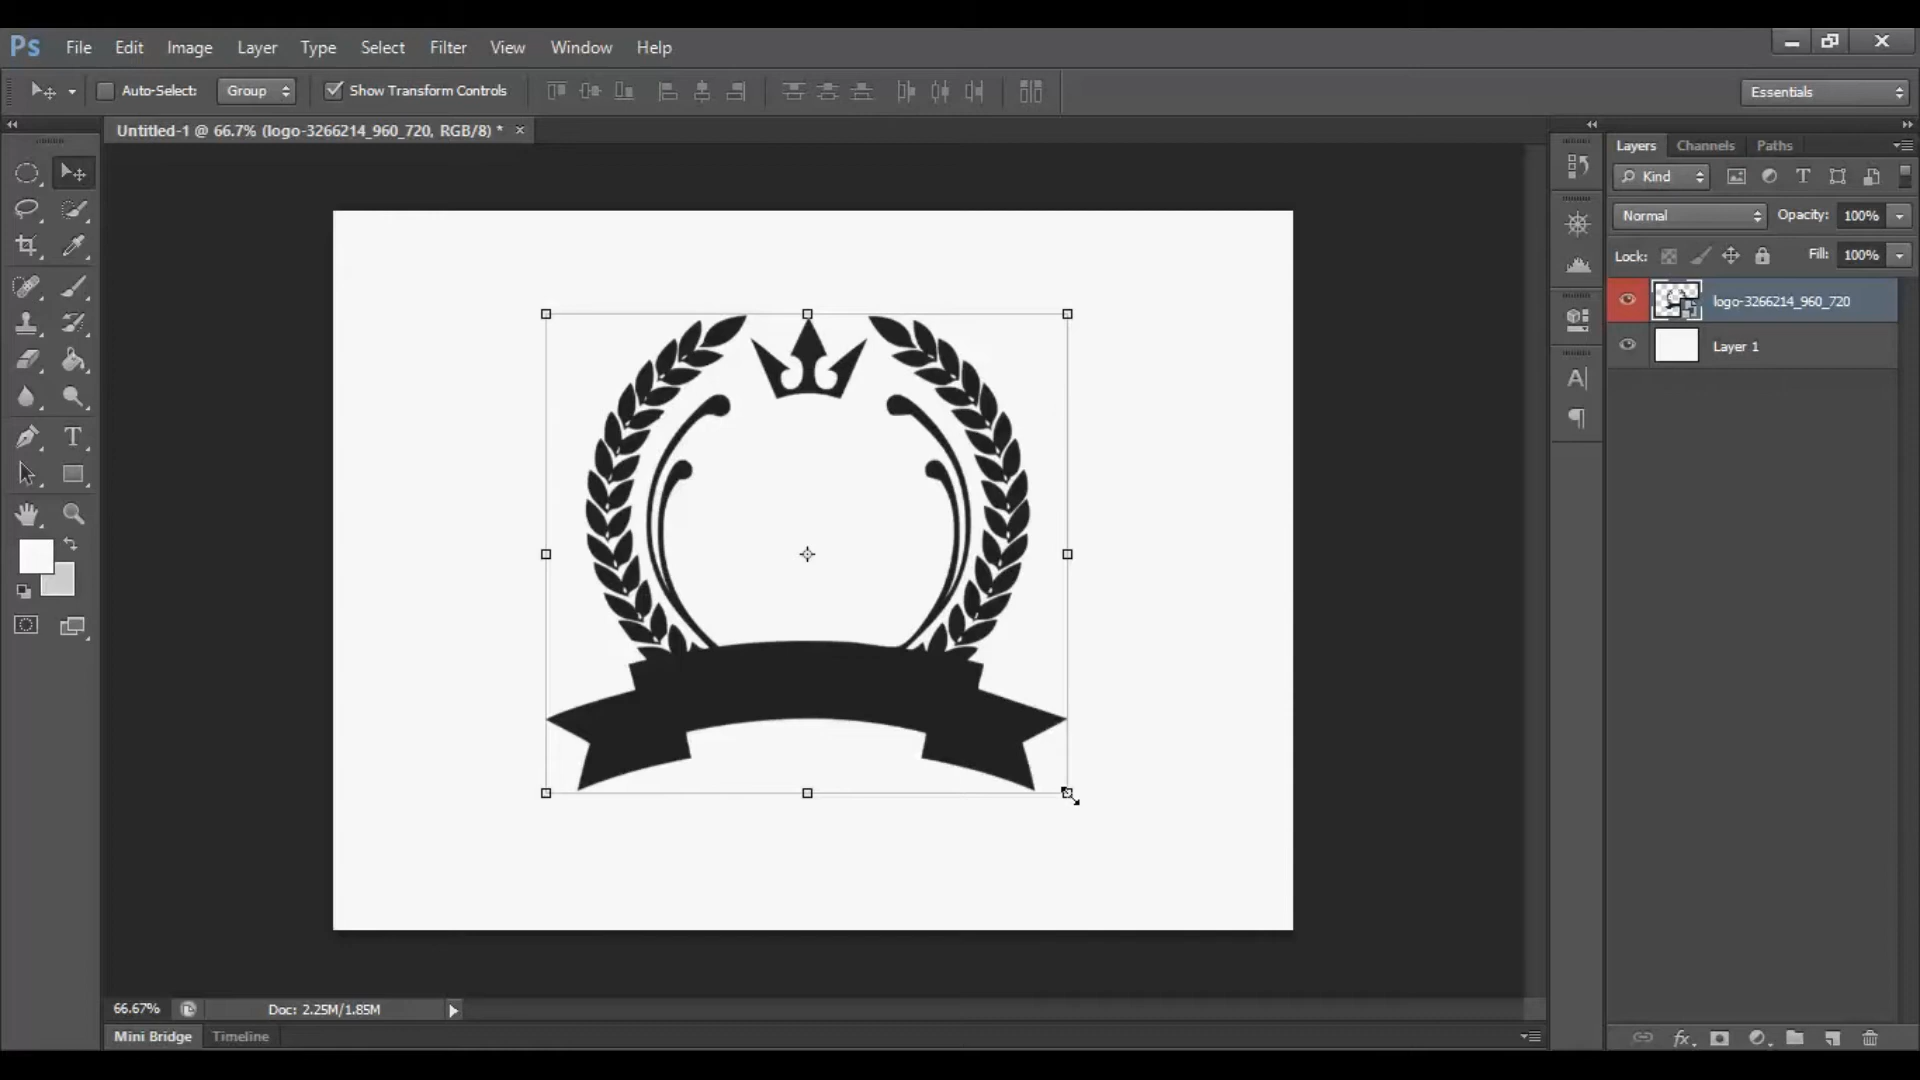 Ps File Edit Image Layer Type Select Filter View Window Help
Auto-Select: Group Show Transform Controls Essentials
Untitled-1 @ 66.7% (logo-3266214_960_720, RGB/8) * ×
Layers Channels Paths
Kind
Normal Opacity: 100%
Lock: Fill: 100%
logo-3266214_960_720
Layer 1
66.67% Doc: 2.25M/1.85M
Mini Bridge Timeline